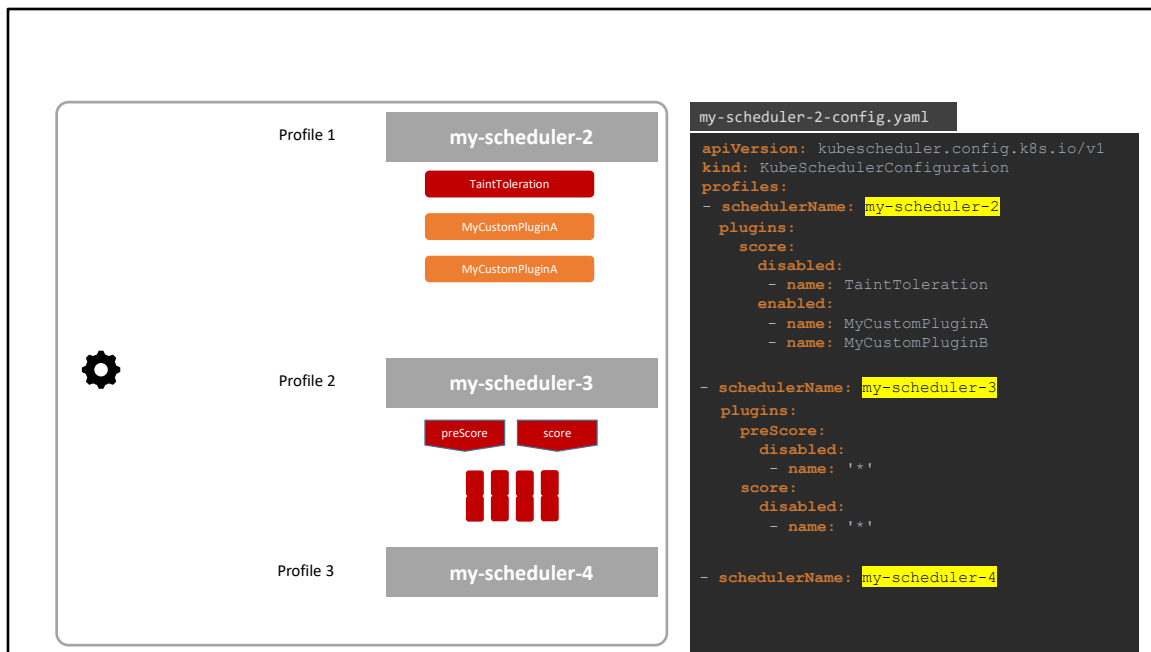 Profile 1
my-scheduler-2
TaintToleration
MyCustomPluginA
MyCustomPluginA
Profile 2
my-scheduler-3
preScore
score
Profile 3
my-scheduler-4
my-scheduler-2-config.yaml
apiVersion: kubescheduler.config.k8s.io/v1
kind: KubeSchedulerConfiguration
profiles:
- schedulerName: my-scheduler-2
  plugins:
    score:
      disabled:
       - name: TaintToleration
      enabled:
       - name: MyCustomPluginA
       - name: MyCustomPluginB
- schedulerName: my-scheduler-3
  plugins:
    preScore:
      disabled:
       - name: '*'
    score:
      disabled:
       - name: '*'
- schedulerName: my-scheduler-4